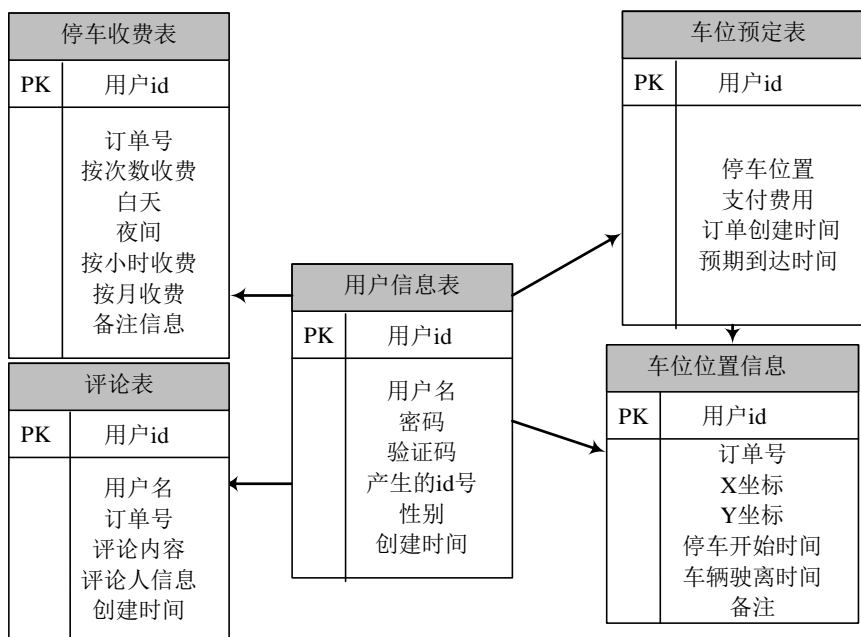 停车收费表
PK 用户id
订单号
按次数收费
白天
夜间
按小时收费
按月收费
备注信息
评论表
PK 用户id
用户名
订单号
评论内容
评论人信息
创建时间
用户信息表
PK 用户id
用户名
密码
验证码
产生的id号
性别
创建时间
车位预定表
PK 用户id
停车位置
支付费用
订单创建时间
预期到达时间
车位位置信息
PK 用户id
订单号
X坐标
Y坐标
停车开始时间
车辆驶离时间
备注